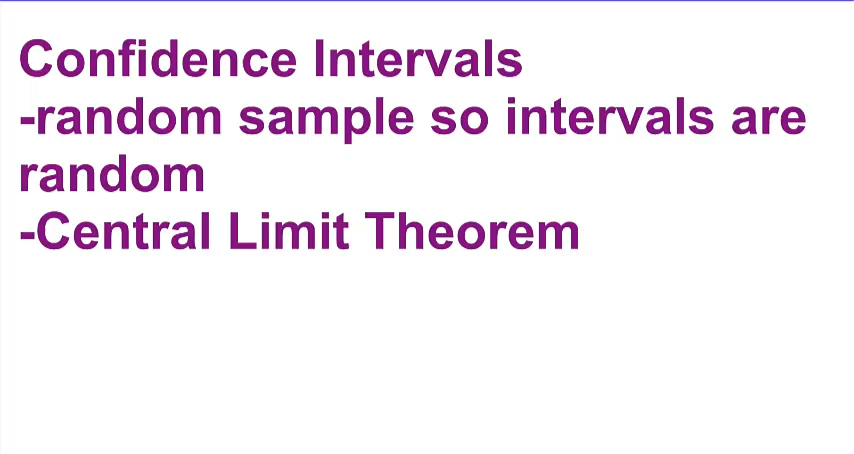 Confidence Intervals
-random sample so intervals are
random
-Central Limit Theorem